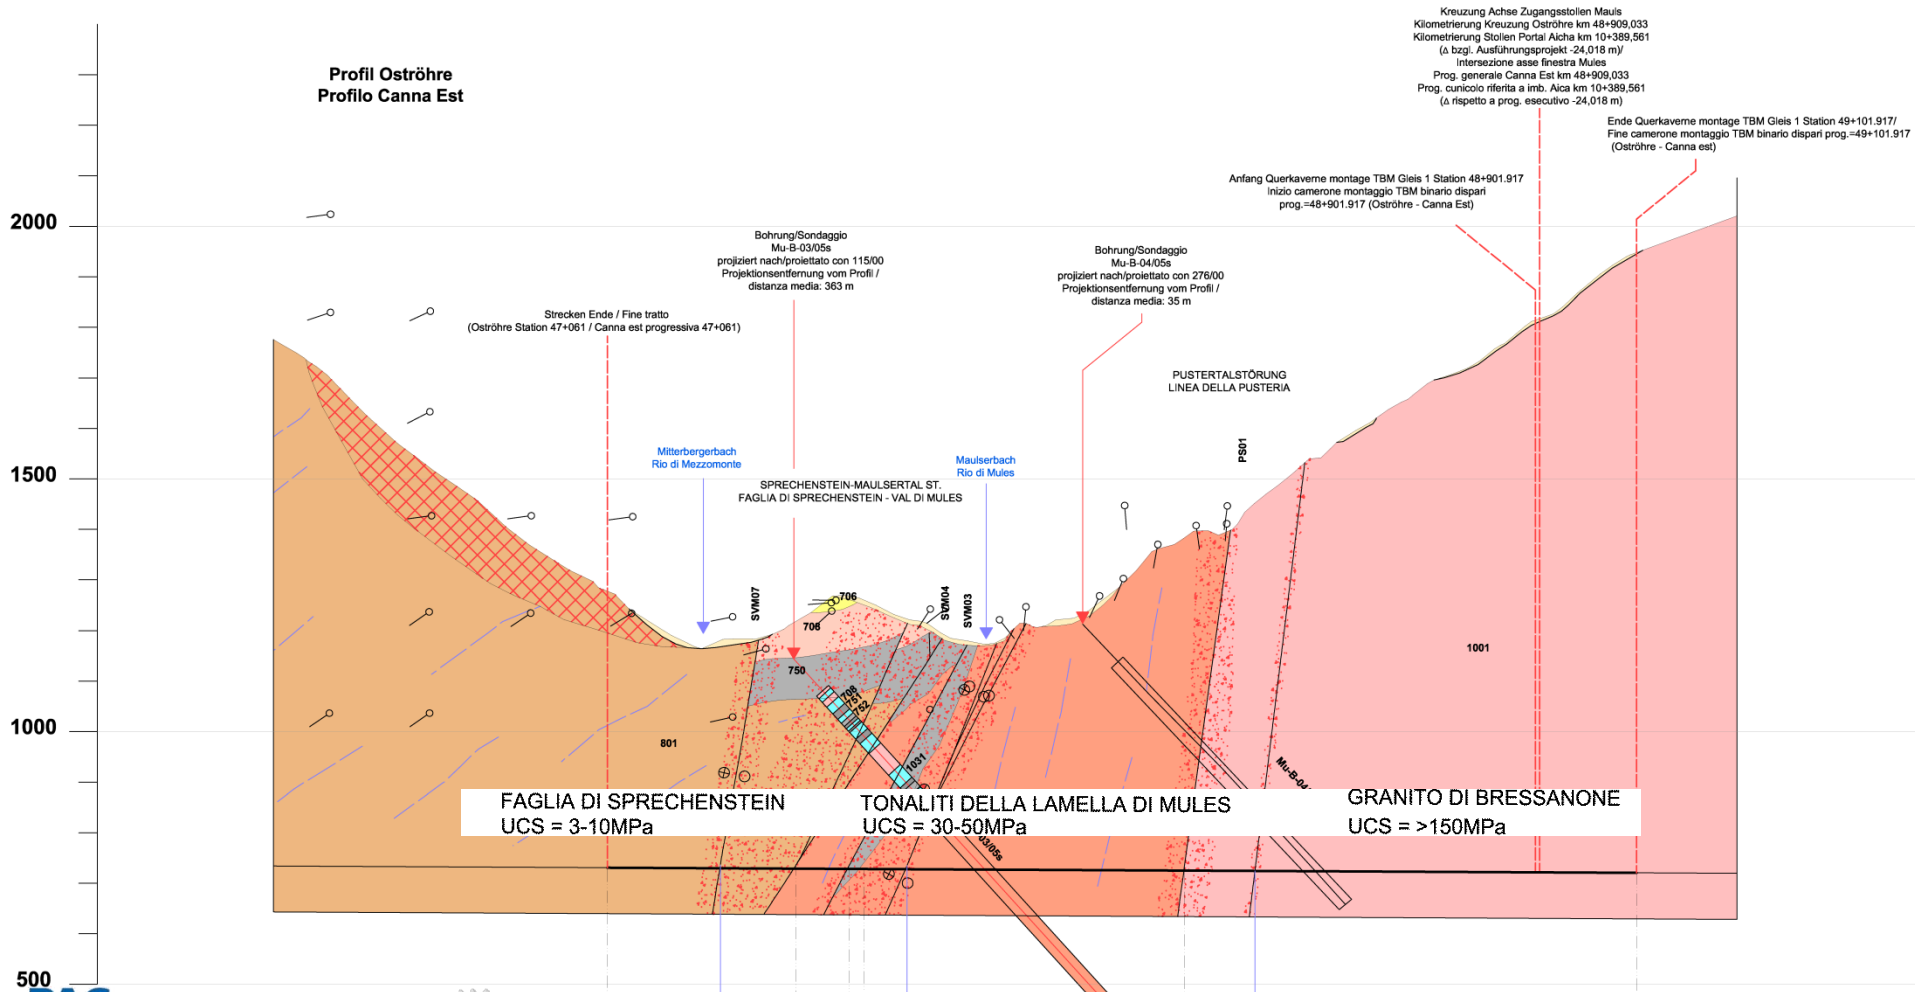 Profil Oströhre
Profilo Canna Est
Kreuzung Achse Zugangsstollen Mauls
Kilometrierung Kreuzung Oströhre km 48+909,033
Kilometrierung Stollen Portal Aicha km 10+389,561
(Δ bzgl. Ausführungsprojekt -24,018 m)/
Intersezione asse finestra Mules
Prog. generale Canna Est km 48+909,033
Prog. cunicolo riferita a imb. Aica km 10+389,561
(Δ rispetto a prog. esecutivo -24,018 m)
Ende Querkaverne montage TBM Gleis 1 Station 49+101.917/
Fine camerone montaggio TBM binario dispari prog.=49+101.917
(Oströhre - Canna est)
Anfang Querkaverne montage TBM Gleis 1 Station 48+901.917
Inizio camerone montaggio TBM binario dispari
prog.=48+901.917 (Oströhre - Canna Est)
2000
Bohrung/Sondaggio
Mu-B-03/05s
projiziert nach/proiettato con 115/00
Projektionsentfernung vom Profil /
distanza media: 363 m
Bohrung/Sondaggio
Mu-B-04/05s
projiziert nach/proiettato con 276/00
Projektionsentfernung vom Profil /
distanza media: 35 m
Strecken Ende / Fine tratto
(Oströhre Station 47+061 / Canna est progressiva 47+061)
PUSTERTALSTÖRUNG
LINEA DELLA PUSTERIA
PS01
Mitterbergerbach
Rio di Mezzomonte
Maulserbach
Rio di Mules
1500
SPRECHENSTEIN-MAULSERTAL ST.
FAGLIA DI SPRECHENSTEIN - VAL DI MULES
SVM07
706
SVM04
SVM03
705
1001
750
708
751
752
1000
801
1031
Mu-B-04
FAGLIA DI SPRECHENSTEIN
UCS = 3-10MPa
TONALITI DELLA LAMELLA DI MULES
UCS = 30-50MPa
GRANITO DI BRESSANONE
UCS = >150MPa
03/05s
500